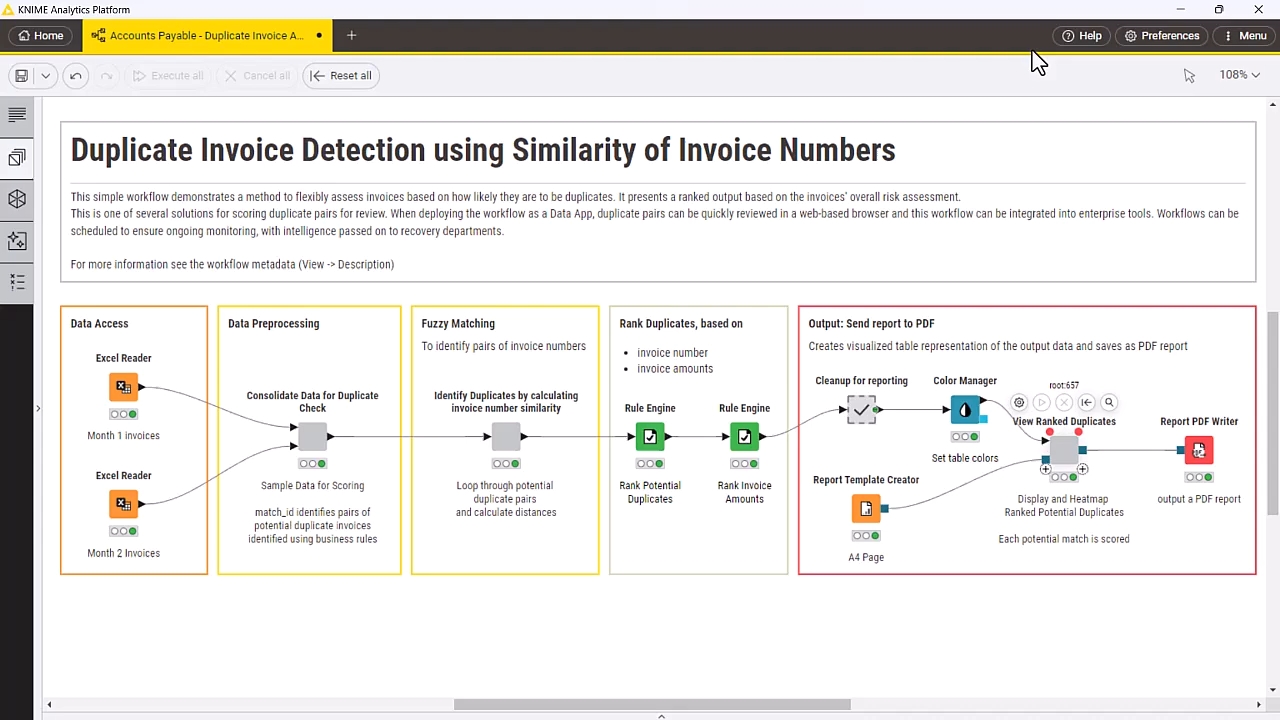 KNIME Analytics Platform
Home
Accounts Payable - Duplicate Invoice A...
Help
Preferences
Menu
Execute all
Cancel all
Reset all
108%
Duplicate Invoice Detection using Similarity of Invoice Numbers
This simple workflow demonstrates a method to flexibly assess invoices based on how likely they are to be duplicates. It presents a ranked output based on the invoices' overall risk assessment.
This is one of several solutions for scoring duplicate pairs for review. When deploying the workflow as a Data App, duplicate pairs can be quickly reviewed in a web-based browser and this workflow can be integrated into enterprise tools. Workflows can be
scheduled to ensure ongoing monitoring, with intelligence passed on to recovery departments.
For more information see the workflow metadata (View -> Description)
Data Access
Excel Reader
Month 1 invoices
Excel Reader
Month 2 Invoices
Data Preprocessing
Consolidate Data for Duplicate
Check
Sample Data for Scoring
match_id identifies pairs of
potential duplicate invoices
identified using business rules
Fuzzy Matching
To identify pairs of invoice numbers
Identify Duplicates by calculating
invoice number similarity
Loop through potential
duplicate pairs
and calculate distances
Rank Duplicates, based on
• invoice number
• invoice amounts
Rule Engine
Rank Potential
Duplicates
Rule Engine
Rank Invoice
Amounts
Output: Send report to PDF
Creates visualized table representation of the output data and saves as PDF report
Cleanup for reporting
Color Manager
Set table colors
root:657
View Ranked Duplicates
Display and Heatmap
Ranked Potential Duplicates
Each potential match is scored
Report PDF Writer
output a PDF report
Report Template Creator
A4 Page